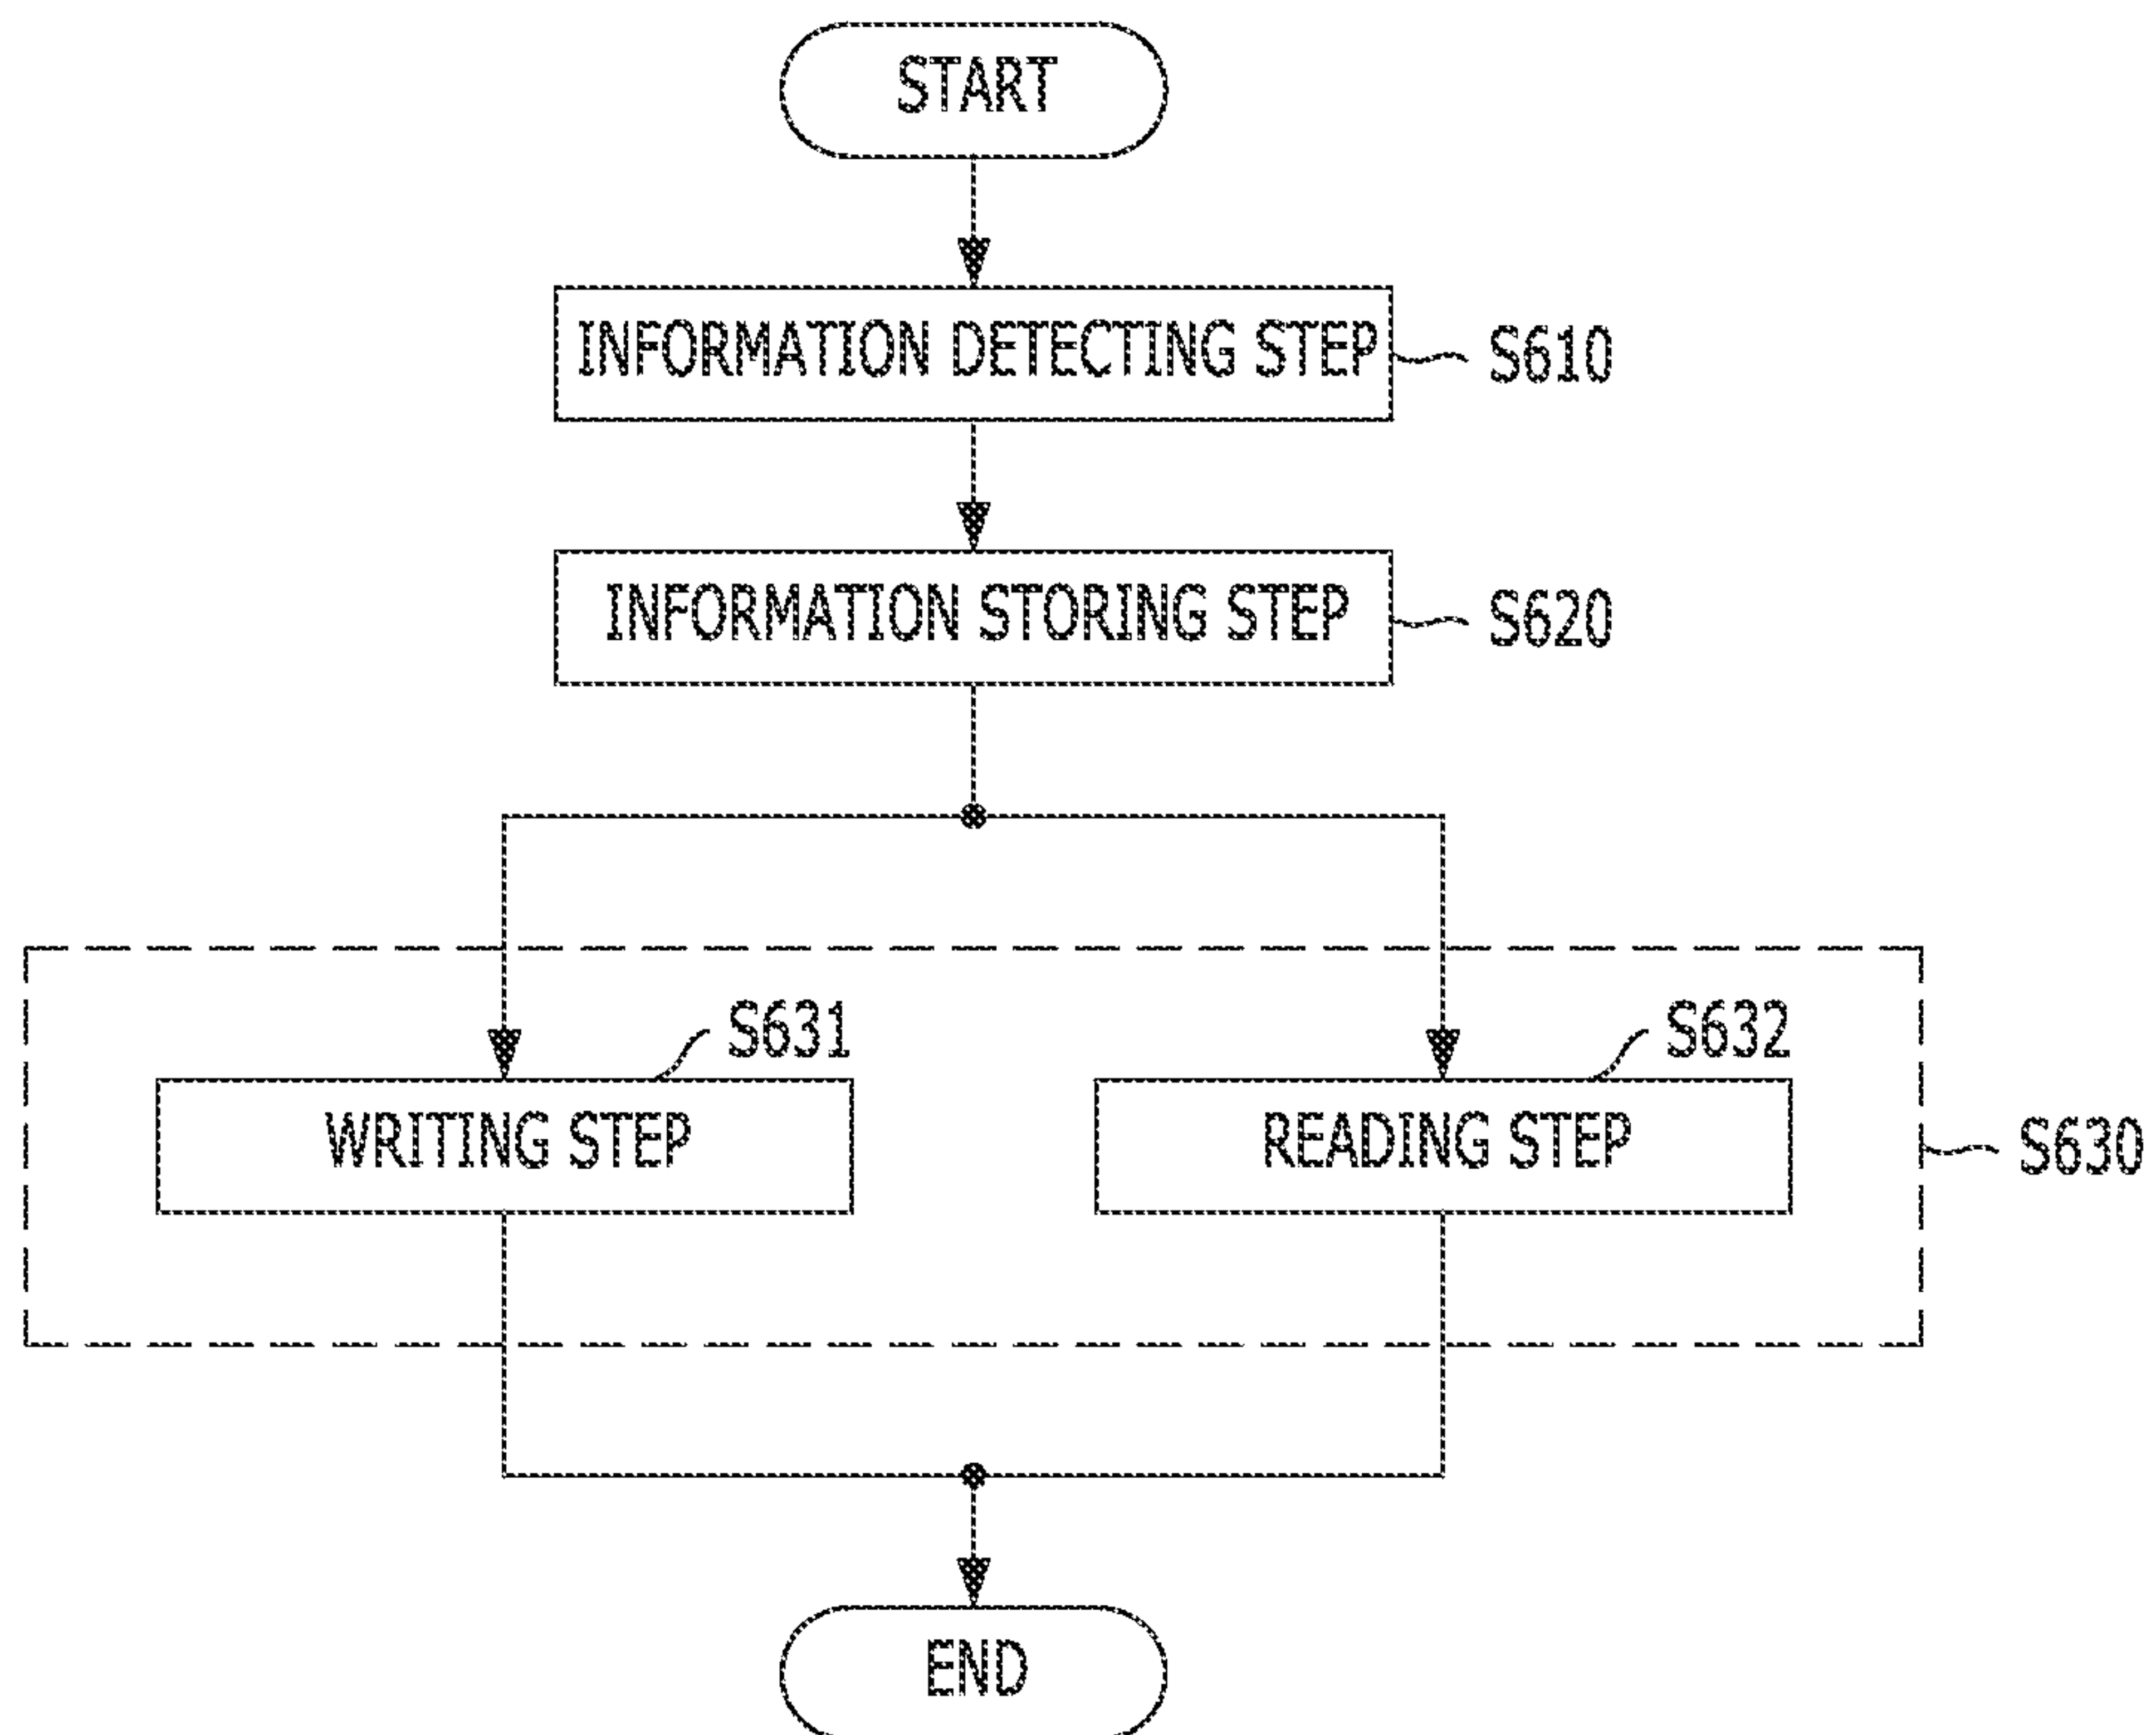 START
INFORMATION DETECTING STEP
S610
INFORMATION STORING STEP
S620
S631
S632
WRITING STEP
READING STEP
S630
END